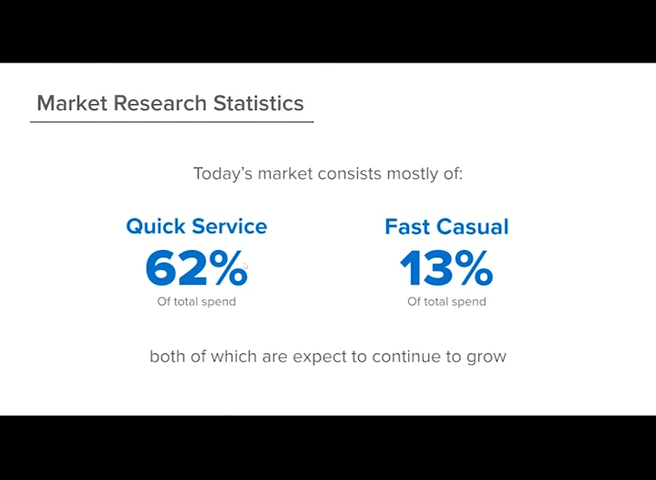 Market Research Statistics
Today's market consists mostly of:
Quick Service
Fast Casual
62%
13%
Of total spend
Of total spend
both of which are expect to continue to grow